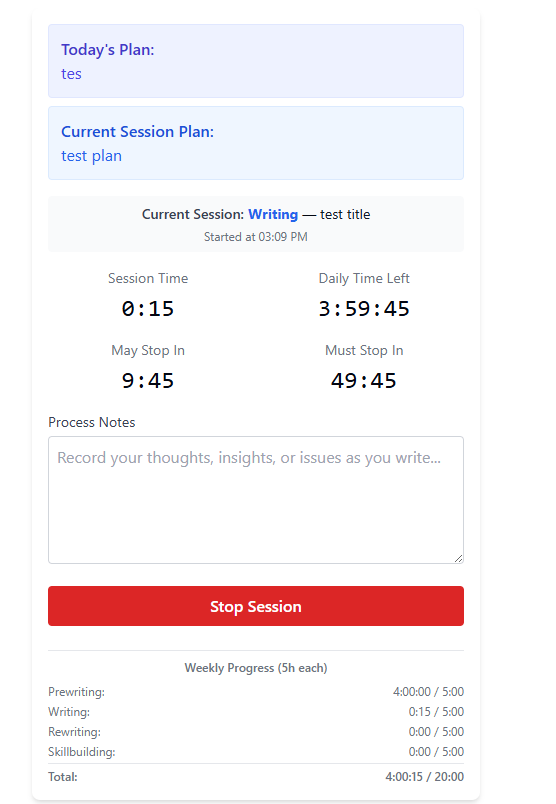 Today's Plan:
tes
Current Session Plan:
test plan
Current Session: Writing — test title
Started at 03:09 PM
Session Time
0:15
Daily Time Left
3:59:45
May Stop In
9:45
Must Stop In
49:45
Process Notes
Record your thoughts, insights, or issues as you write...
Stop Session
Weekly Progress (5h each)
Prewriting: 4:00:00 / 5:00
Writing: 0:15 / 5:00
Rewriting: 0:00 / 5:00
Skillbuilding: 0:00 / 5:00
Total: 4:00:15 / 20:00